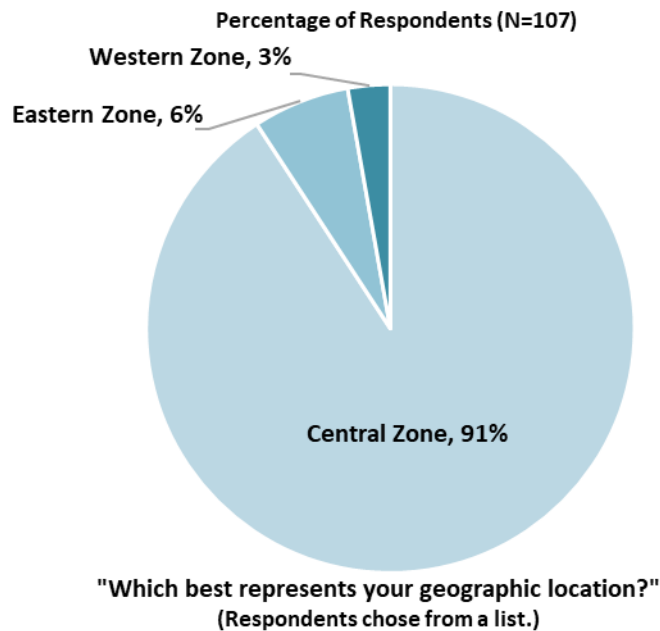 Percentage of Respondents (N=107)
Western Zone, 3%
Eastern Zone, 6%
Central Zone, 91%
"Which best represents your geographic location?"
(Respondents chose from a list.)